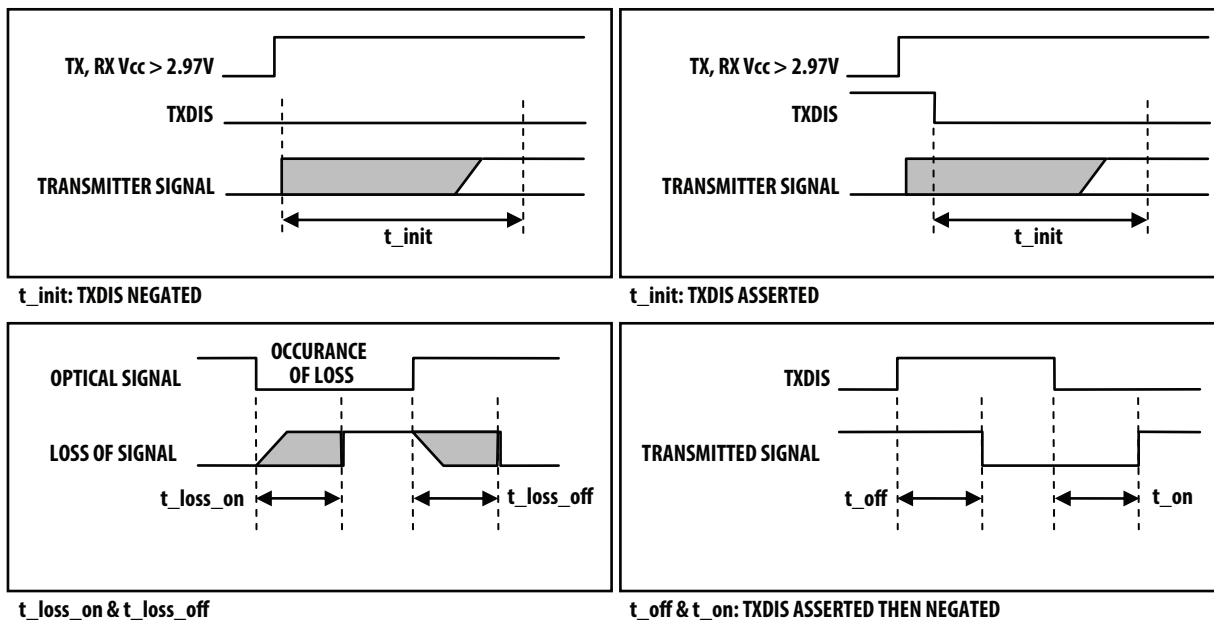 TX, RX Vcc > 2.97V
TXDIS
TRANSMITTER SIGNAL
t_init
t_init: TXDIS NEGATED
TX, RX Vcc > 2.97V
TXDIS
TRANSMITTER SIGNAL
t_init
t_init: TXDIS ASSERTED
OCCURANCE
OF LOSS
OPTICAL SIGNAL
LOSS OF SIGNAL
t_loss_on
t_loss_off
t_loss_on & t_loss_off
TXDIS
TRANSMITTED SIGNAL
t_off
t_on
t_off & t_on: TXDIS ASSERTED THEN NEGATED